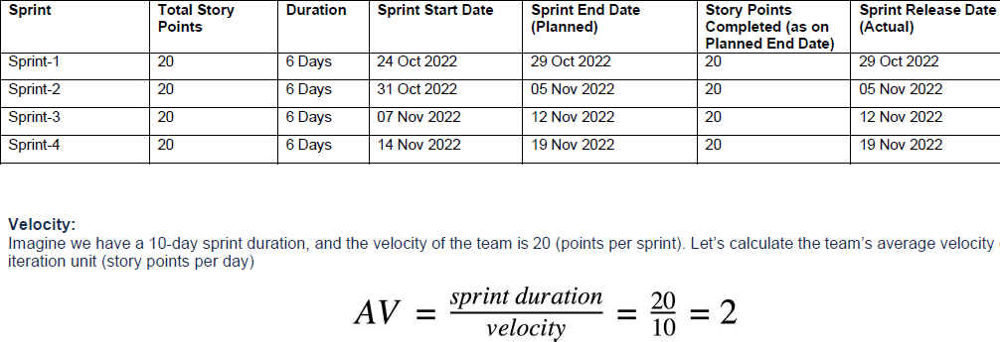 Sprint Total Story Points Duration Sprint Start Date Sprint End Date (Planned) Story Points Completed (as on Planned End Date) Sprint Release Date (Actual)
Sprint-1 20 6 Days 24 Oct 2022 29 Oct 2022 20 29 Oct 2022
Sprint-2 20 6 Days 31 Oct 2022 05 Nov 2022 20 05 Nov 2022
Sprint-3 20 6 Days 07 Nov 2022 12 Nov 2022 20 12 Nov 2022
Sprint-4 20 6 Days 14 Nov 2022 19 Nov 2022 20 19 Nov 2022
Velocity:
Imagine we have a 10-day sprint duration, and the velocity of the team is 20 (points per sprint). Let’s calculate the team’s average velocity
iteration unit (story points per day)
AV = sprint duration / velocity = 20 / 10 = 2